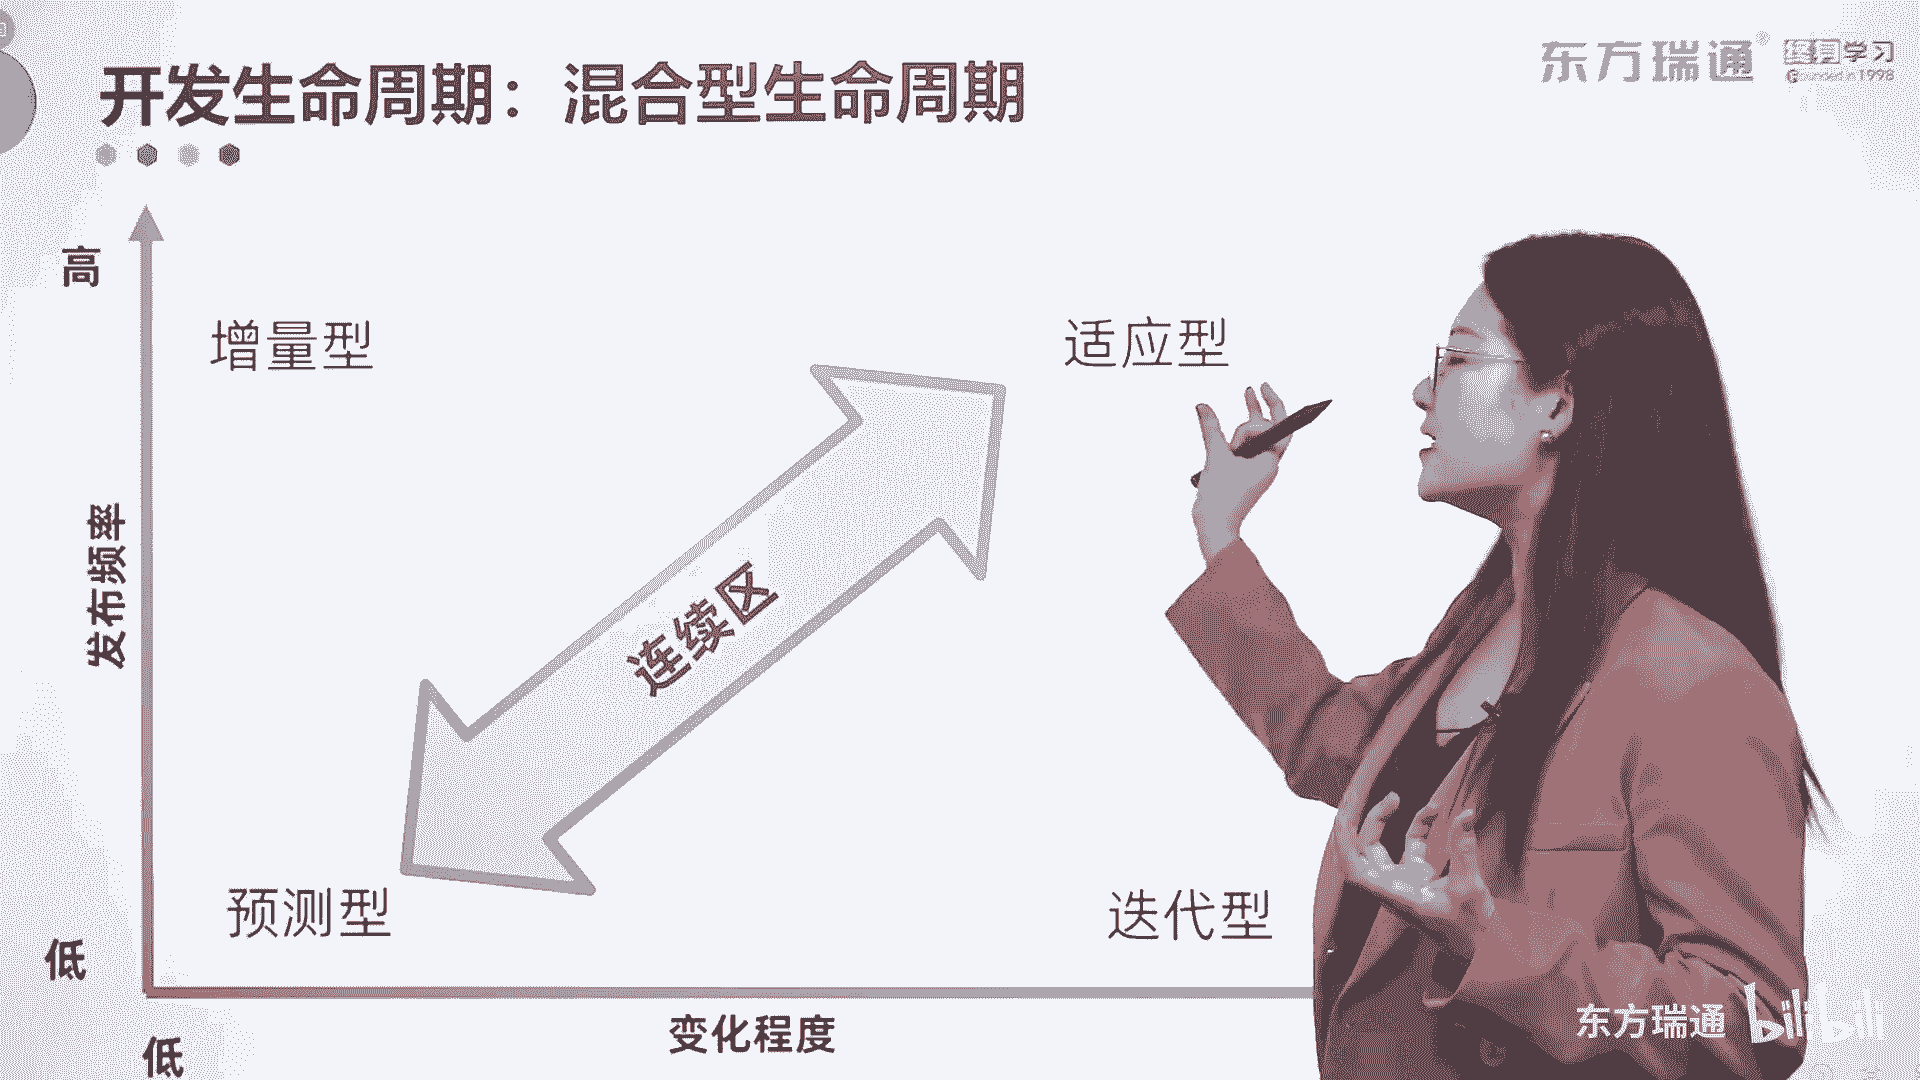 东方瑞通® 终身学习
Founded in 1998
开发生命周期：混合型生命周期
高
增量型
适应型
发布频率
连续区
预测型
迭代型
低
变化程度
低
东方瑞通 bilibili